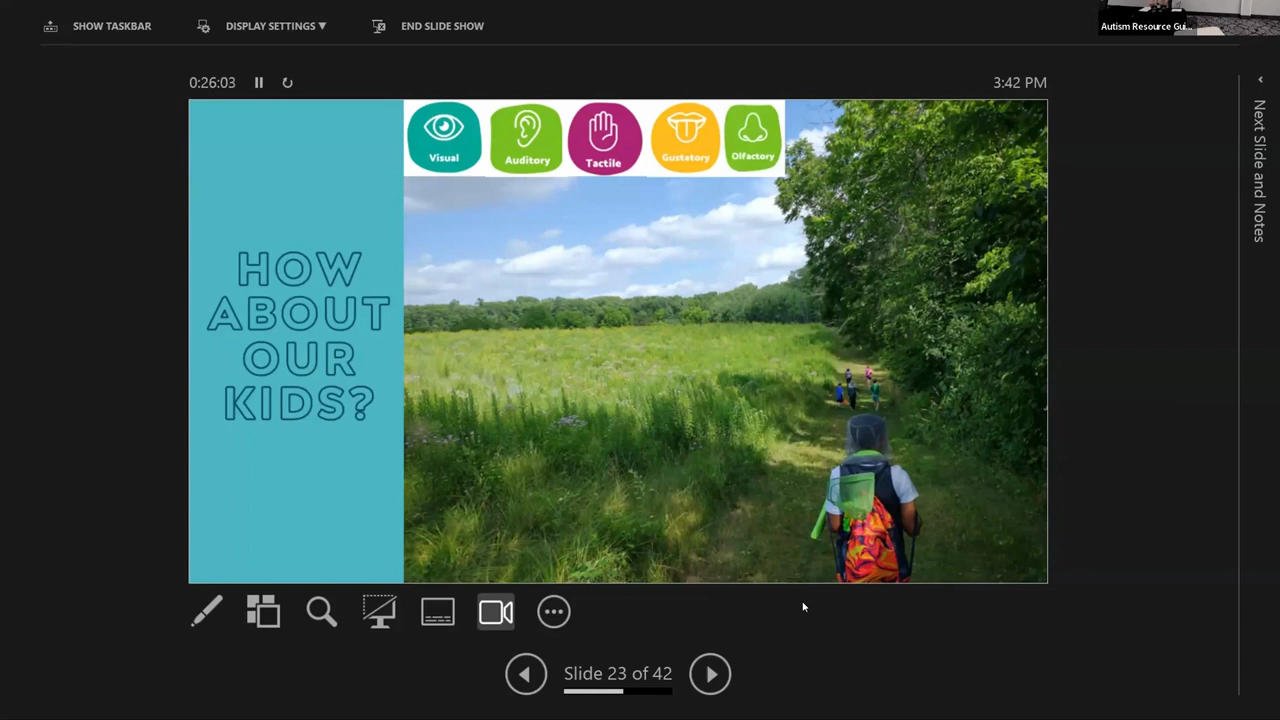 SHOW TASKBAR
DISPLAY SETTINGS ▼
END SLIDE SHOW
Autism Resource Gui...
0:26:03
3:42 PM
Visual
Auditory
Tactile
Gustatory
Olfactory
HOW
ABOUT
OUR
KIDS?
Next Slide and Notes
Slide 23 of 42